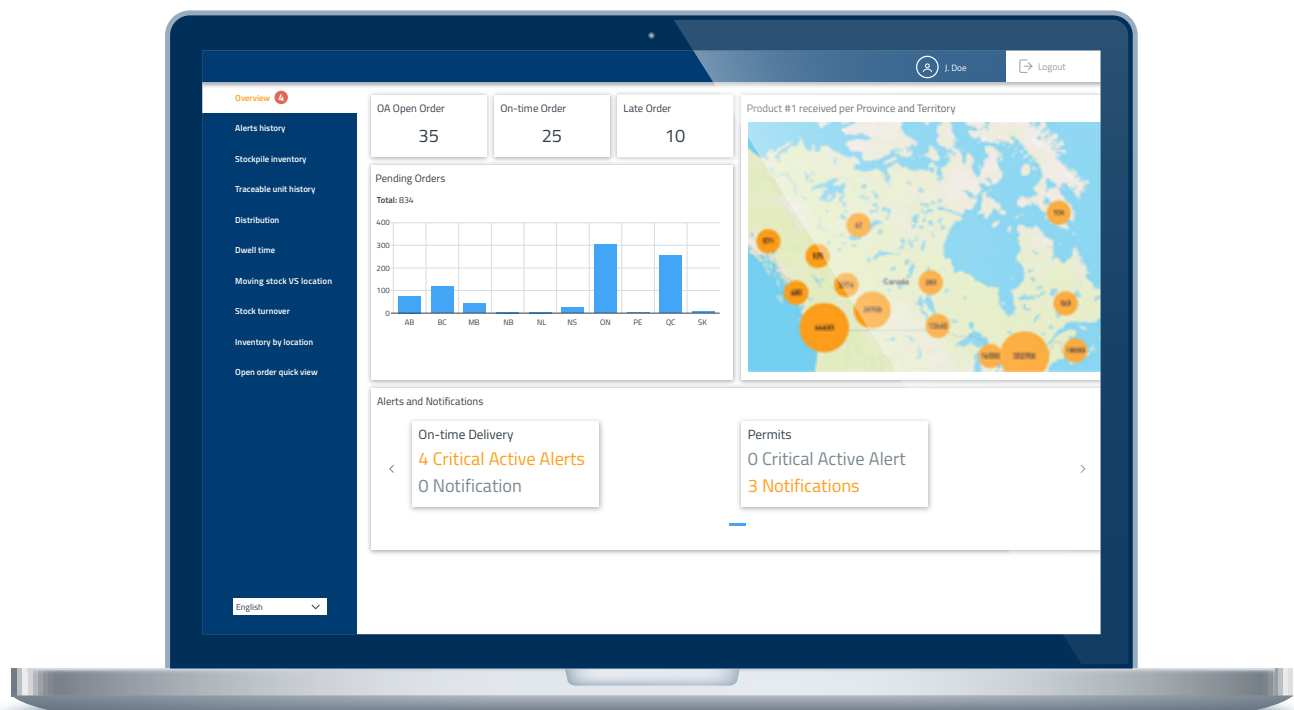 J. Doe
Logout
Overview 4
Alerts history
Stockpile inventory
Traceable unit history
Distribution
Dwell time
Moving stock VS location
Stock turnover
Inventory by location
Open order quick view
English
OA Open Order
35
On-time Order
25
Late Order
10
Pending Orders
Total: 834
400
300
200
100
0
AB BC MB NB NL NS ON PE QC SK
Product #1 received per Province and Territory
Canada
Alerts and Notifications
On-time Delivery
4 Critical Active Alerts
0 Notification
Permits
0 Critical Active Alert
3 Notifications